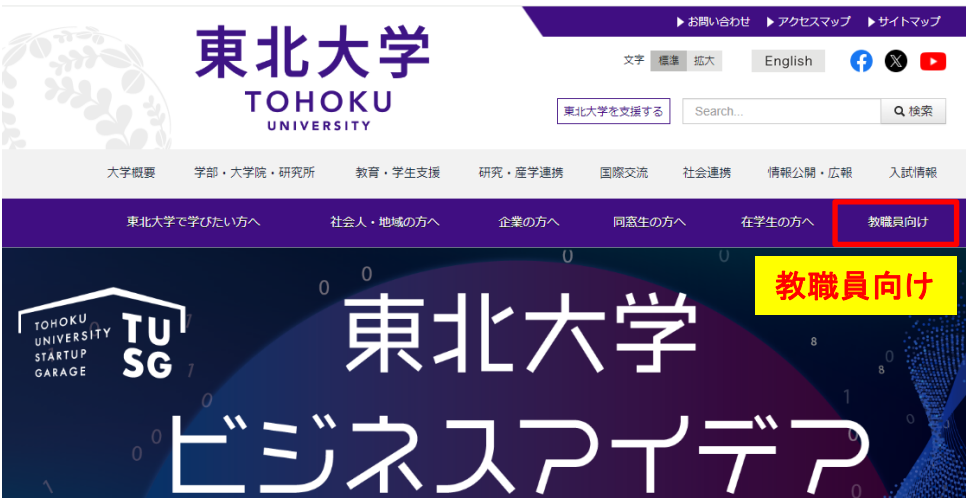 ▶お問い合わせ ▶アクセスマップ ▶サイトマップ
東北大学
TOHOKU
UNIVERSITY
文字 標準 拡大 English
東北大学を支援する Search... 検索
大学概要 学部・大学院・研究所 教育・学生支援 研究・産学連携 国際交流 社会連携 情報公開・広報 入試情報
東北大学で学びたい方へ 社会人・地域の方へ 企業の方へ 同窓生の方へ 在学生の方へ 教職員向け
教職員向け
TOHOKU
UNIVERSITY
STARTUP
GARAGE
TU
SG
東北大学
ビジネスアイデア